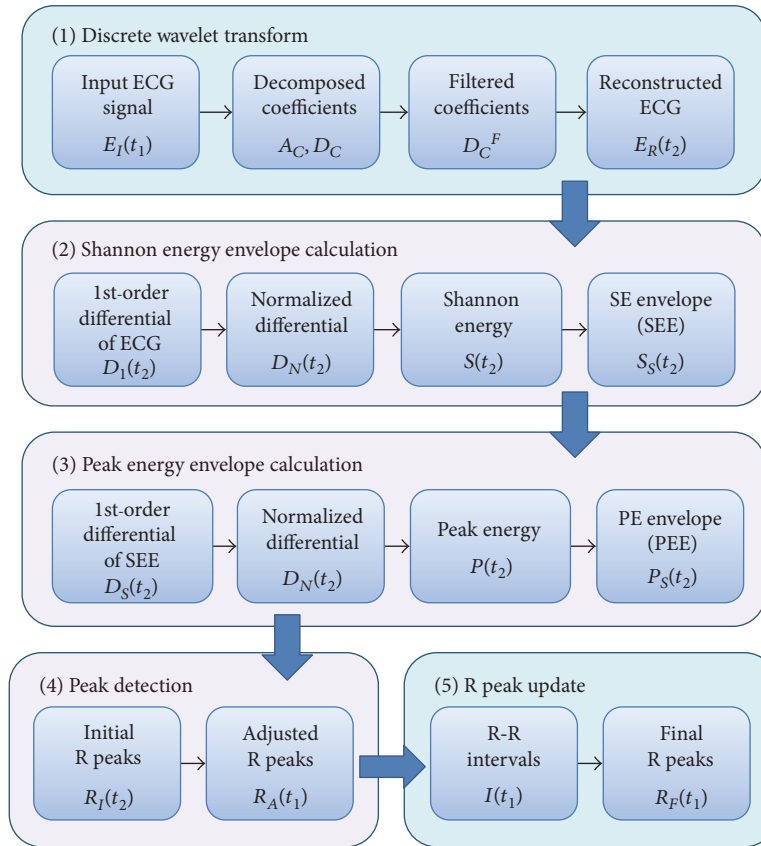 (1) Discrete wavelet transform
Input ECG
signal
E_I(t_1)
Decomposed
coefficients
A_C, D_C
Filtered
coefficients
D_C^F
Reconstructed
ECG
E_R(t_2)
(2) Shannon energy envelope calculation
1st-order
differential
of ECG
D_1(t_2)
Normalized
differential
D_N(t_2)
Shannon
energy
S(t_2)
SE envelope
(SEE)
S_S(t_2)
(3) Peak energy envelope calculation
1st-order
differential
of SEE
D_S(t_2)
Normalized
differential
D_N(t_2)
Peak energy
P(t_2)
PE envelope
(PEE)
P_S(t_2)
(4) Peak detection
Initial
R peaks
R_I(t_2)
Adjusted
R peaks
R_A(t_1)
(5) R peak update
R-R
intervals
I(t_1)
Final
R peaks
R_F(t_1)